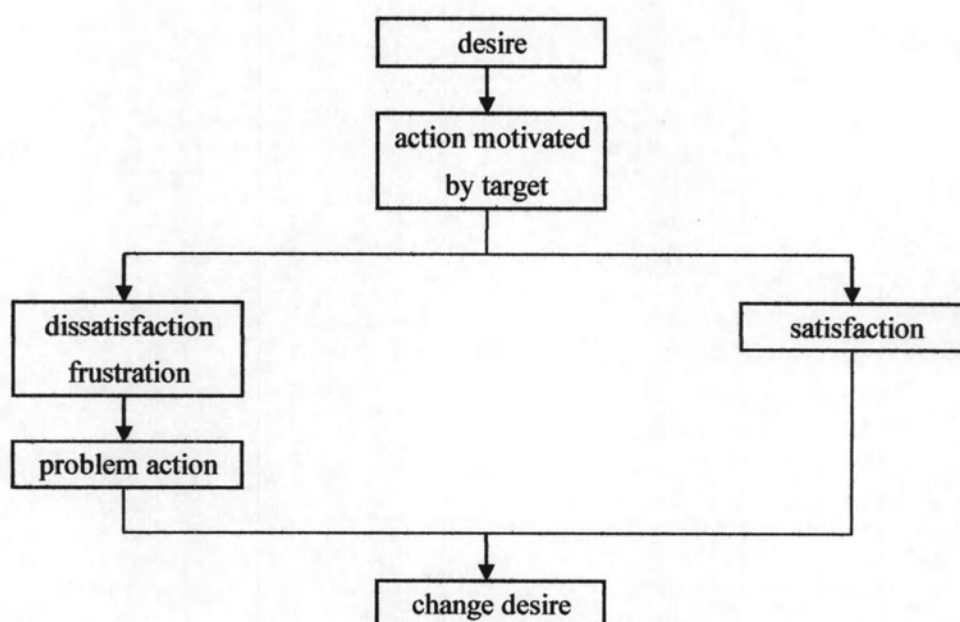 desire
action motivated
by target
dissatisfaction
frustration
satisfaction
problem action
change desire